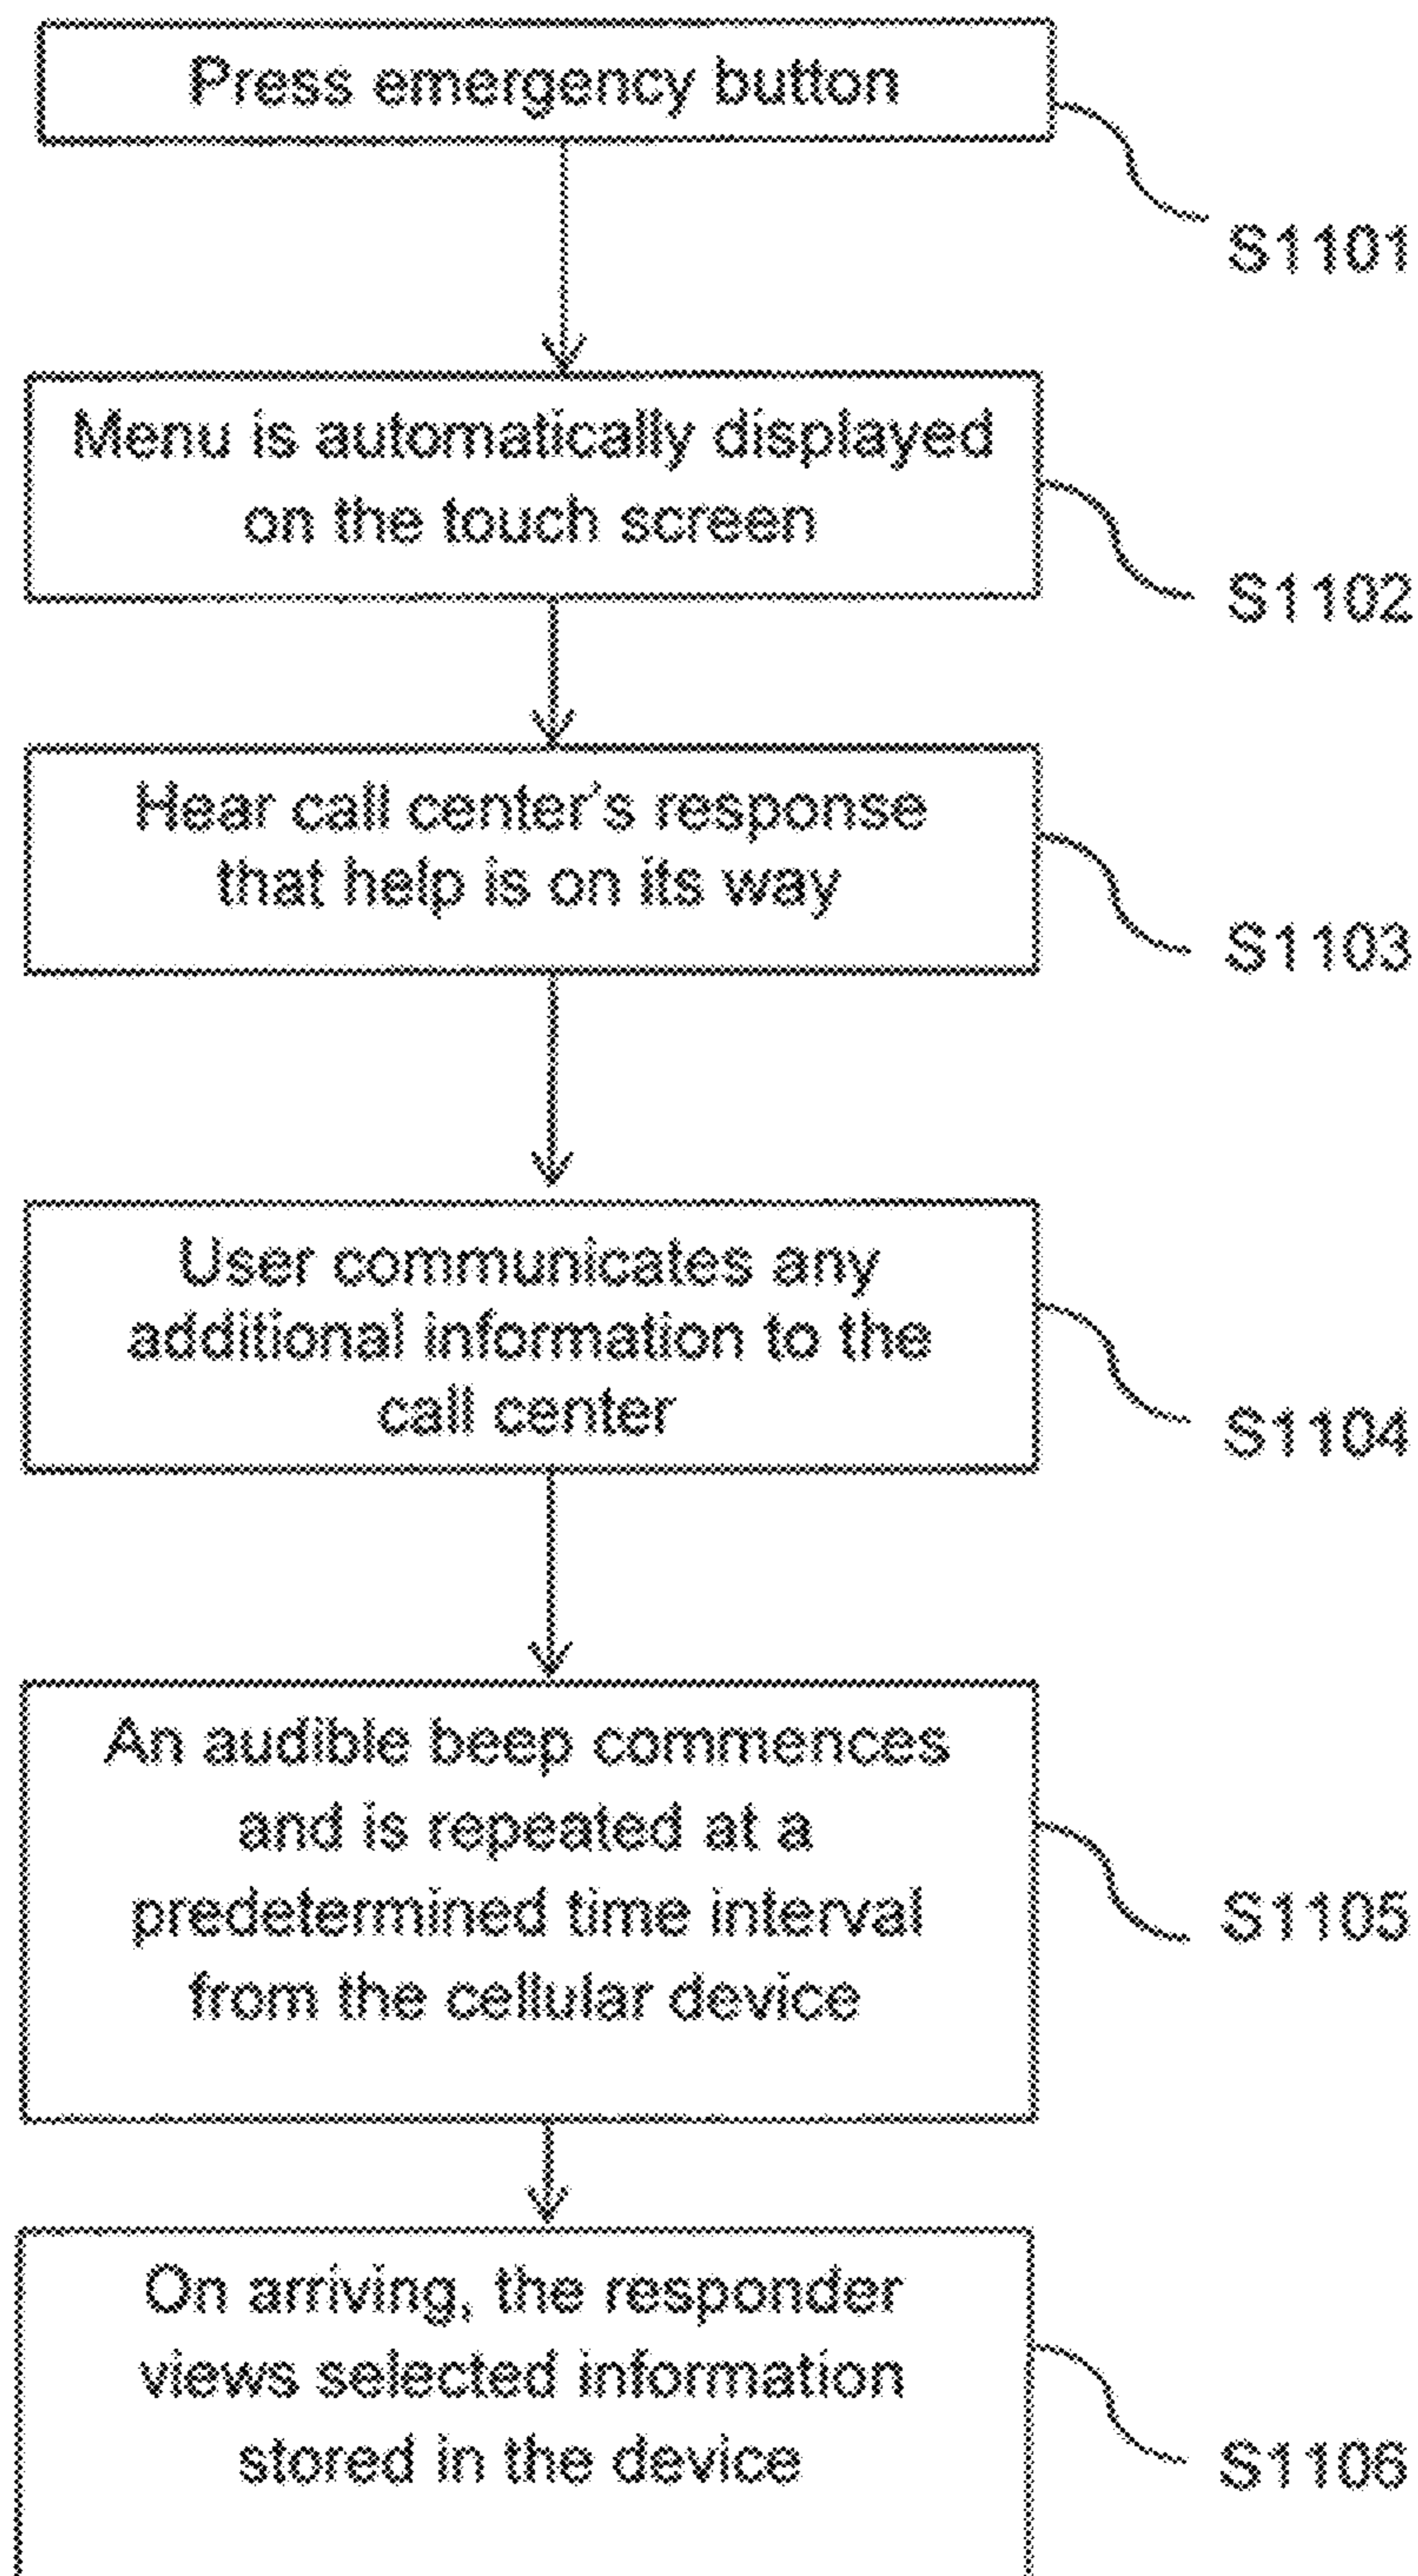 Press emergency button
S1101
Menu is automatically displayed
on the touch screen
S1102
Hear call center's response
that help is on its way
S1103
User communicates any
additional information to the
call center
S1104
An audible beep commences
and is repeated at a
predetermined time interval
from the cellular device
S1105
On arriving, the responder
views selected information
stored in the device
S1106